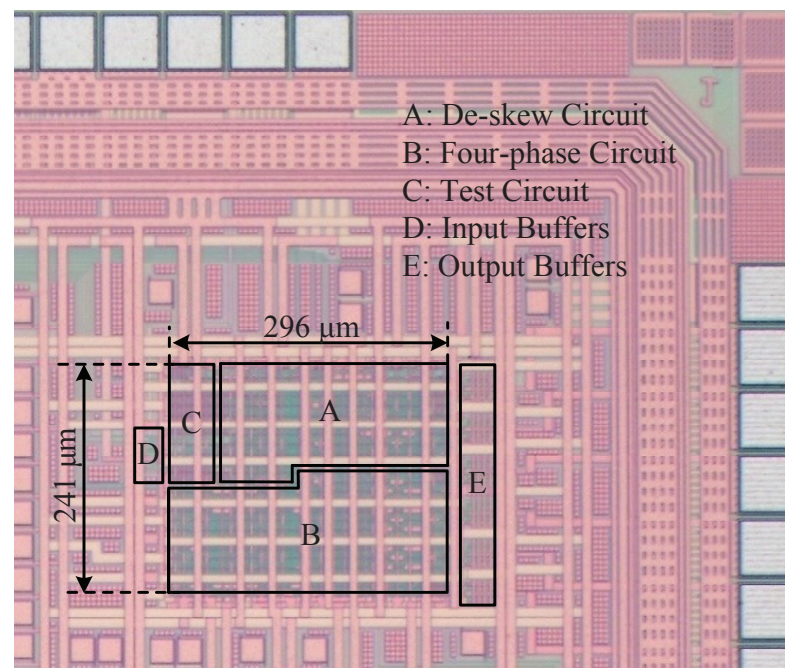 A: De-skew Circuit
B: Four-phase Circuit
C: Test Circuit
D: Input Buffers
E: Output Buffers
296 μm
241 μm
C
A
D
E
B
J